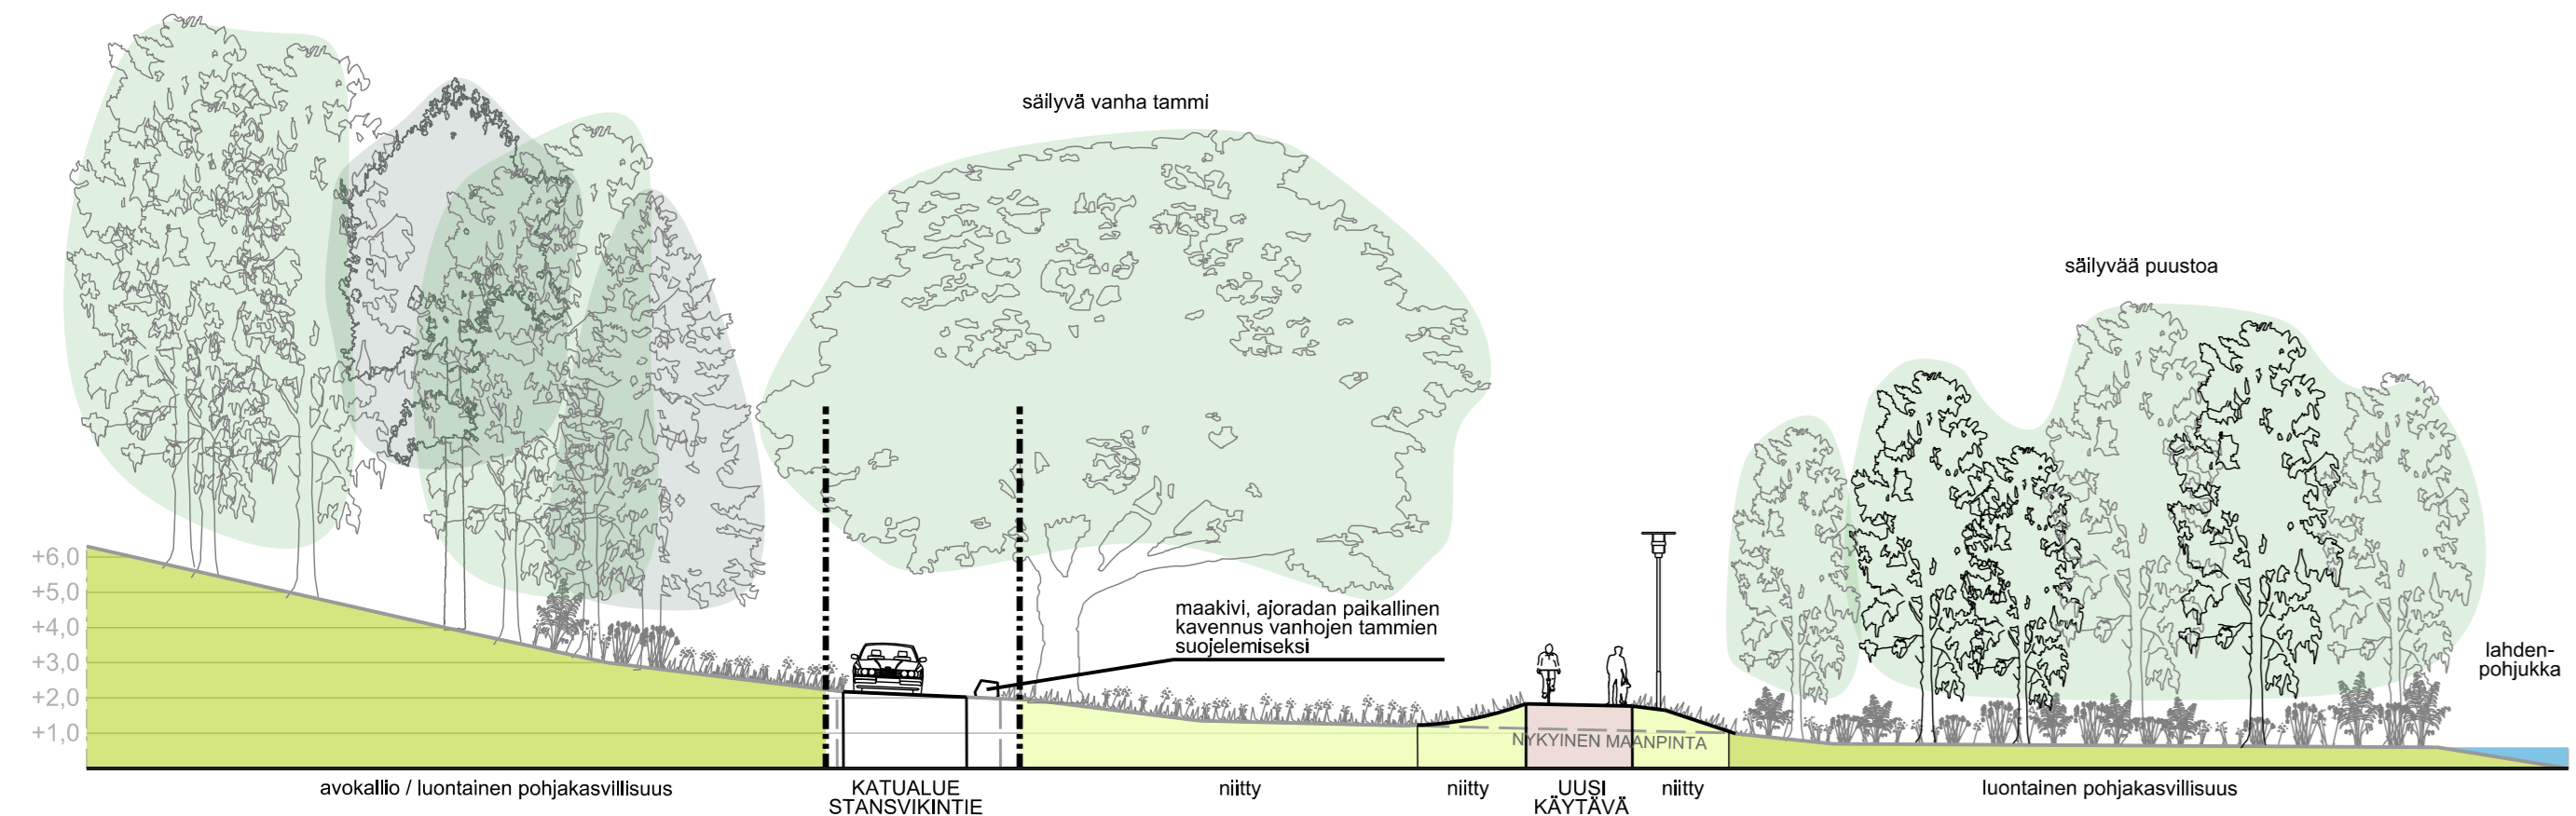 säilyvä vanha tammi
säilyvää puustoa
+6,0
+5,0
+4,0
+3,0
+2,0
+1,0
maakivi, ajoradan paikallinen
kavennus vanhojen tammien
suojelemiseksi
lahden-
pohjukka
NYKYINEN MAANPINTA
avokallio / luontainen pohjakasvillisuus
KATUALUE
STANSVIKINTIE
niitty
niitty
UUSI
KÄYTÄVÄ
niitty
luontainen pohjakasvillisuus